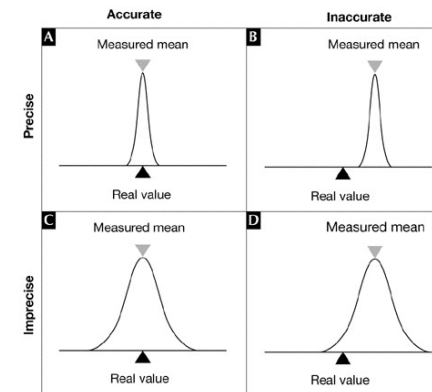 Accurate
Inaccurate
Precise
A
Measured mean
Real value
B
Measured mean
Real value
Imprecise
C
Measured mean
Real value
D
Measured mean
Real value